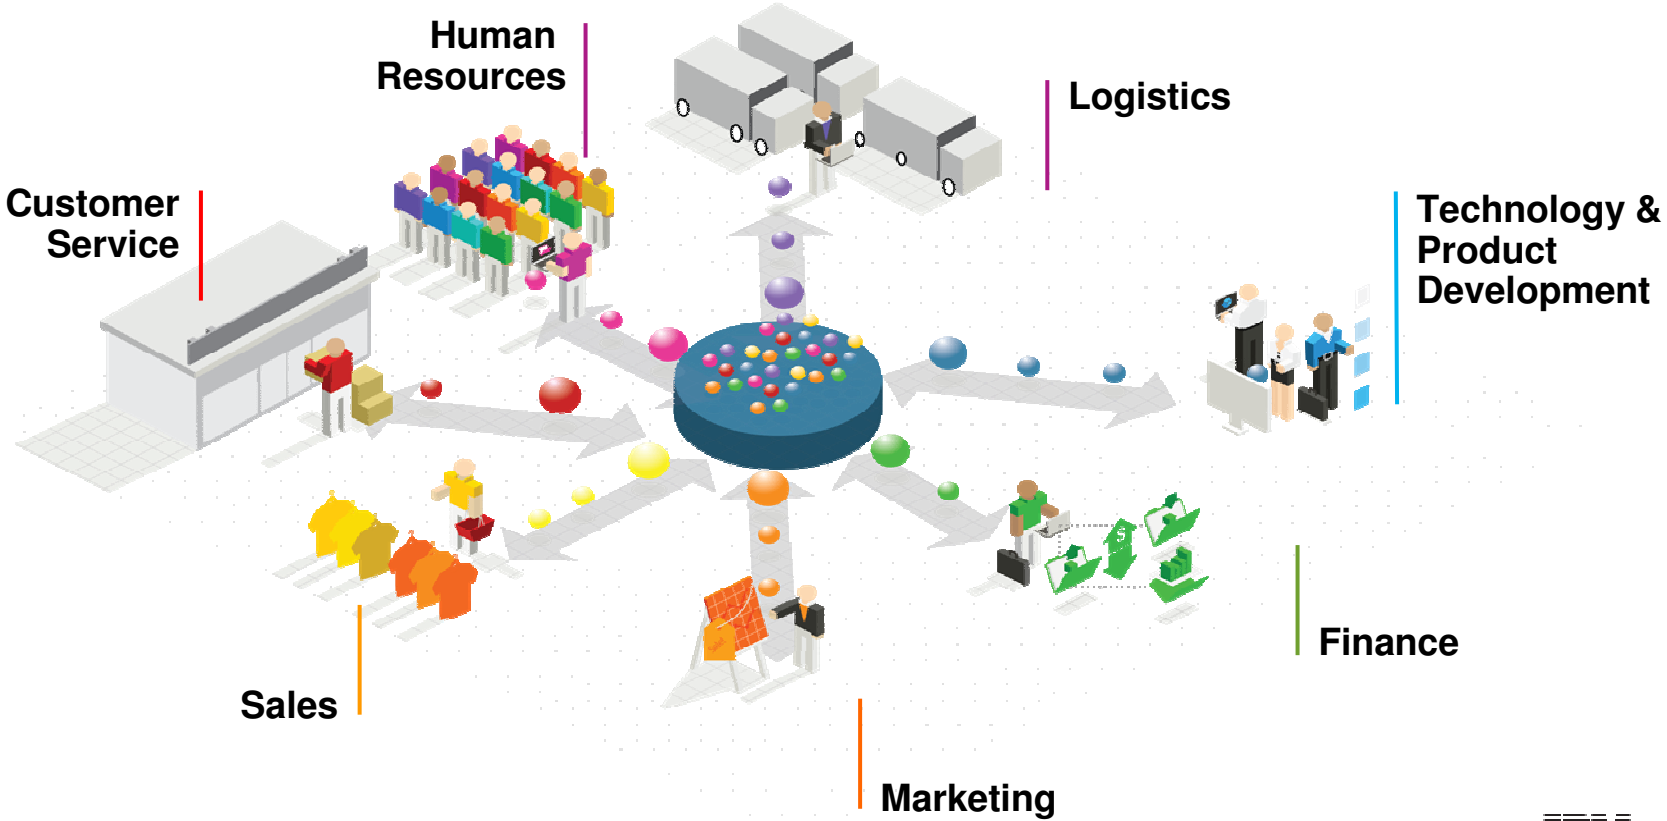 Human
Resources
Logistics
Customer
Service
Technology &
Product
Development
$
Finance
Sales
Marketing